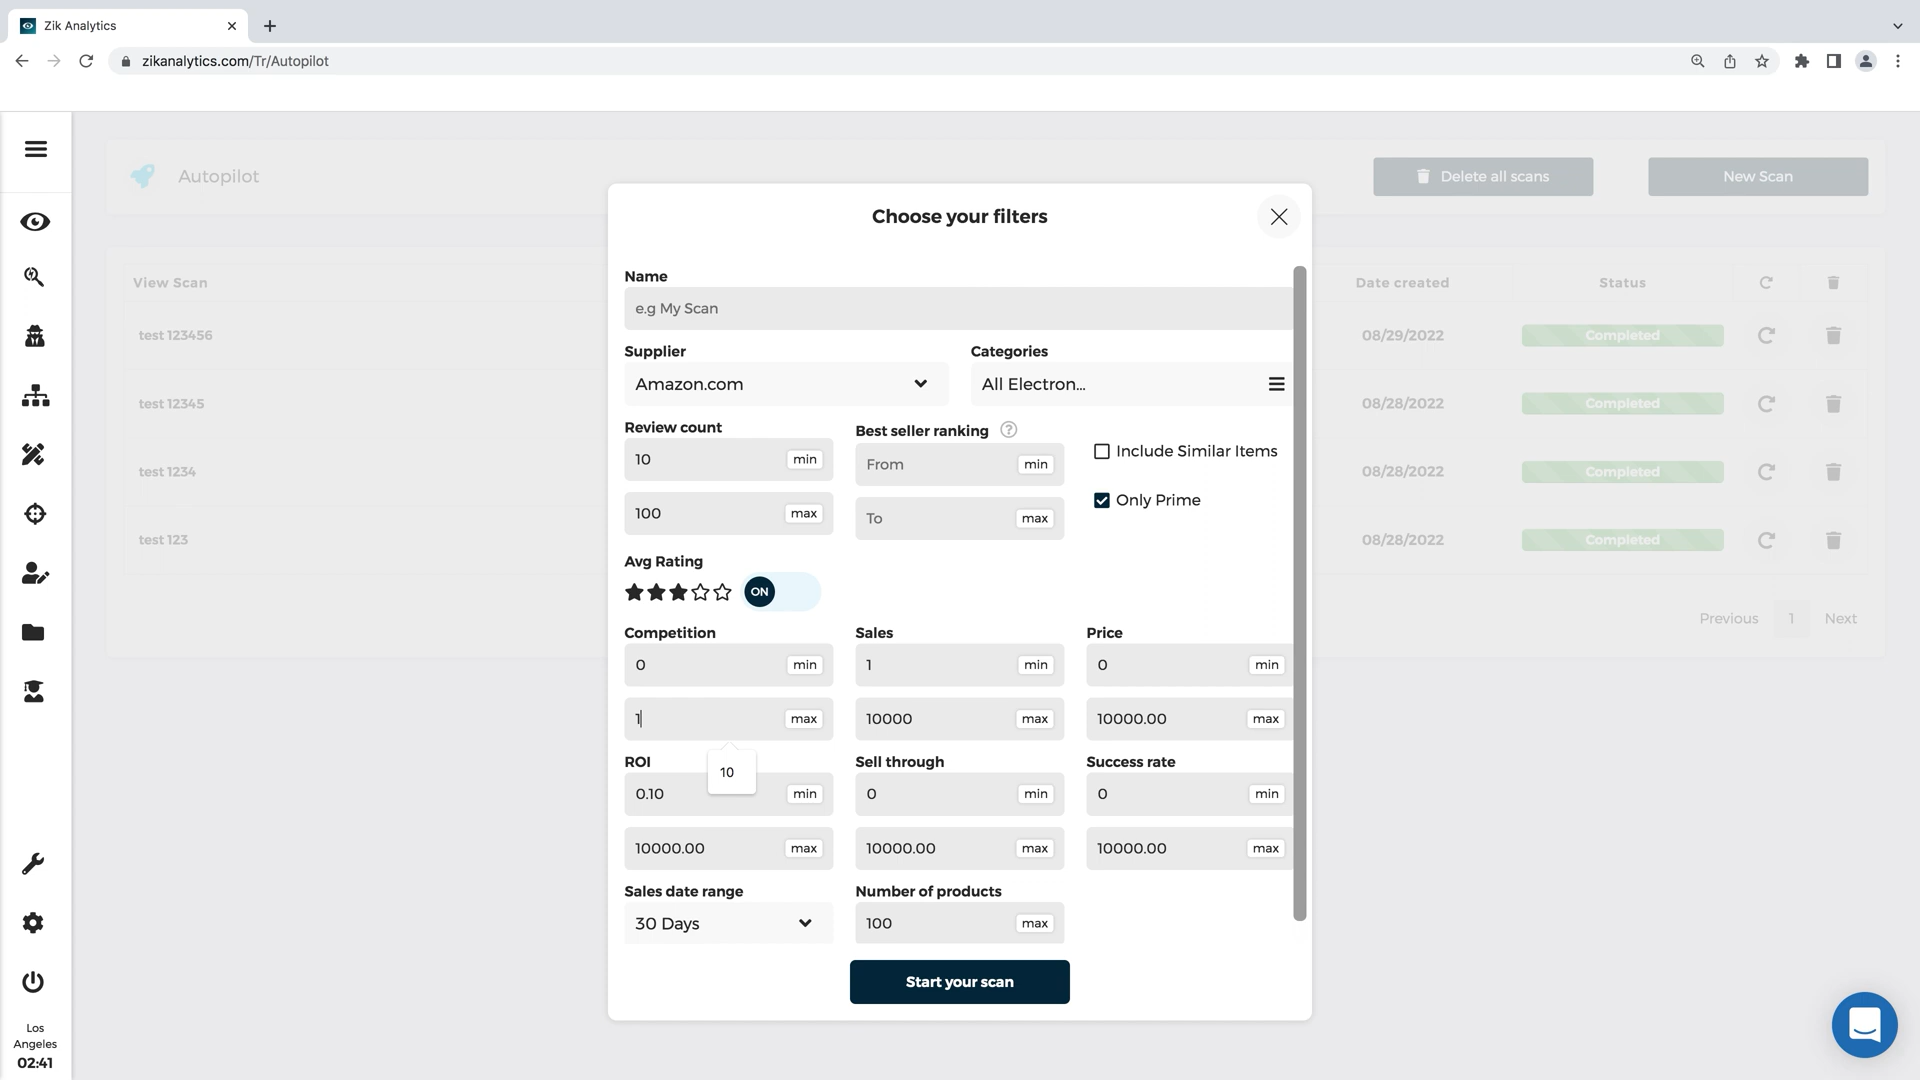 Zik Analytics
zikanalytics.com/Tr/Autopilot
Autopilot
Delete all scans
New Scan
Choose your filters
View Scan
Date created
Status
test 123456
08/29/2022
Completed
test 12345
08/28/2022
Completed
test 1234
08/28/2022
Completed
test 123
08/28/2022
Completed
Previous 1 Next
Name
e.g My Scan
Supplier
Categories
Amazon.com
All Electron...
Review count
Best seller ranking ?
10 min
From min
Include Similar Items
100 max
To max
Only Prime
Avg Rating
ON
Competition
Sales
Price
0 min
1 min
0 min
1 max
10000 max
10000.00 max
10
ROI
Sell through
Success rate
0.10 min
0 min
0 min
10000.00 max
10000.00 max
10000.00 max
Sales date range
Number of products
30 Days
100 max
Start your scan
Los
Angeles
02:41